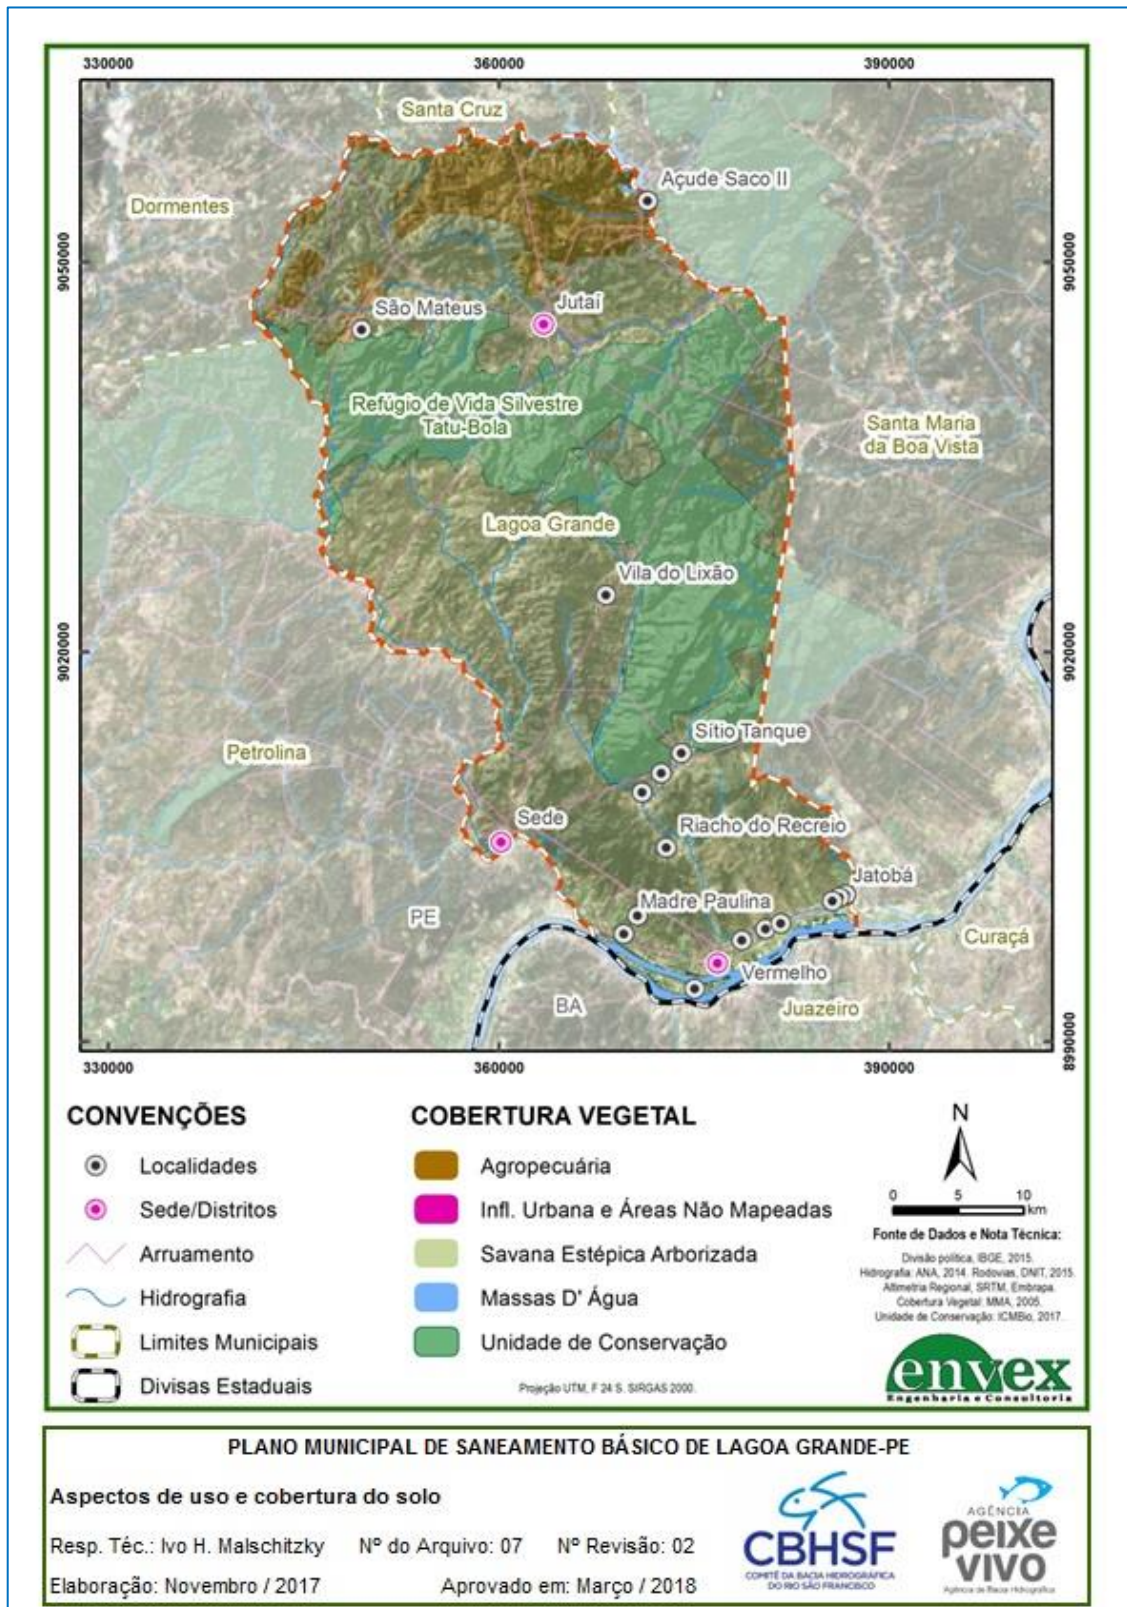 330000
360000
390000
Santa Cruz
Açude Saco II
Dormentes
9050000
9050000
São Mateus
Jutaí
Refúgio de Vida Silvestre
Tatu-Bola
Santa Maria
da Boa Vista
Lagoa Grande
Vila do Lixão
9020000
9020000
Sítio Tanque
Petrolina
Sede
Riacho do Recreio
Jatobá
Madre Paulina
PE
Curaçá
Vermelho
BA
Juazeiro
8990000
330000
360000
390000
CONVENÇÕES
Localidades
Sede/Distritos
Arruamento
Hidrografia
Limites Municipais
Divisas Estaduais
COBERTURA VEGETAL
Agropecuária
Infl. Urbana e Áreas Não Mapeadas
Savana Estépica Arborizada
Massas D' Água
Unidade de Conservação
Projeção UTM, F 24 S. SIRGAS 2000.
N
0 5 10
km
Fonte de Dados e Nota Técnica:
Divisão política, IBGE, 2015.
Hidrografia: ANA, 2014. Rodovias, DNIT, 2015.
Altimetria Regional, SRTM, Embrapa.
Cobertura Vegetal: MMA, 2005.
Unidade de Conservação: ICMBio, 2017.
envex
Engenharia e Consultoria
PLANO MUNICIPAL DE SANEAMENTO BÁSICO DE LAGOA GRANDE-PE
Aspectos de uso e cobertura do solo
Resp. Téc.: Ivo H. Malschitzky Nº do Arquivo: 07 Nº Revisão: 02
Elaboração: Novembro / 2017 Aprovado em: Março / 2018
CBHSF
COMITÊ DA BACIA HIDROGRÁFICA
DO RIO SÃO FRANCISCO
AGÊNCIA
peixe
vivo
Agência de Bacia Hidrográfica